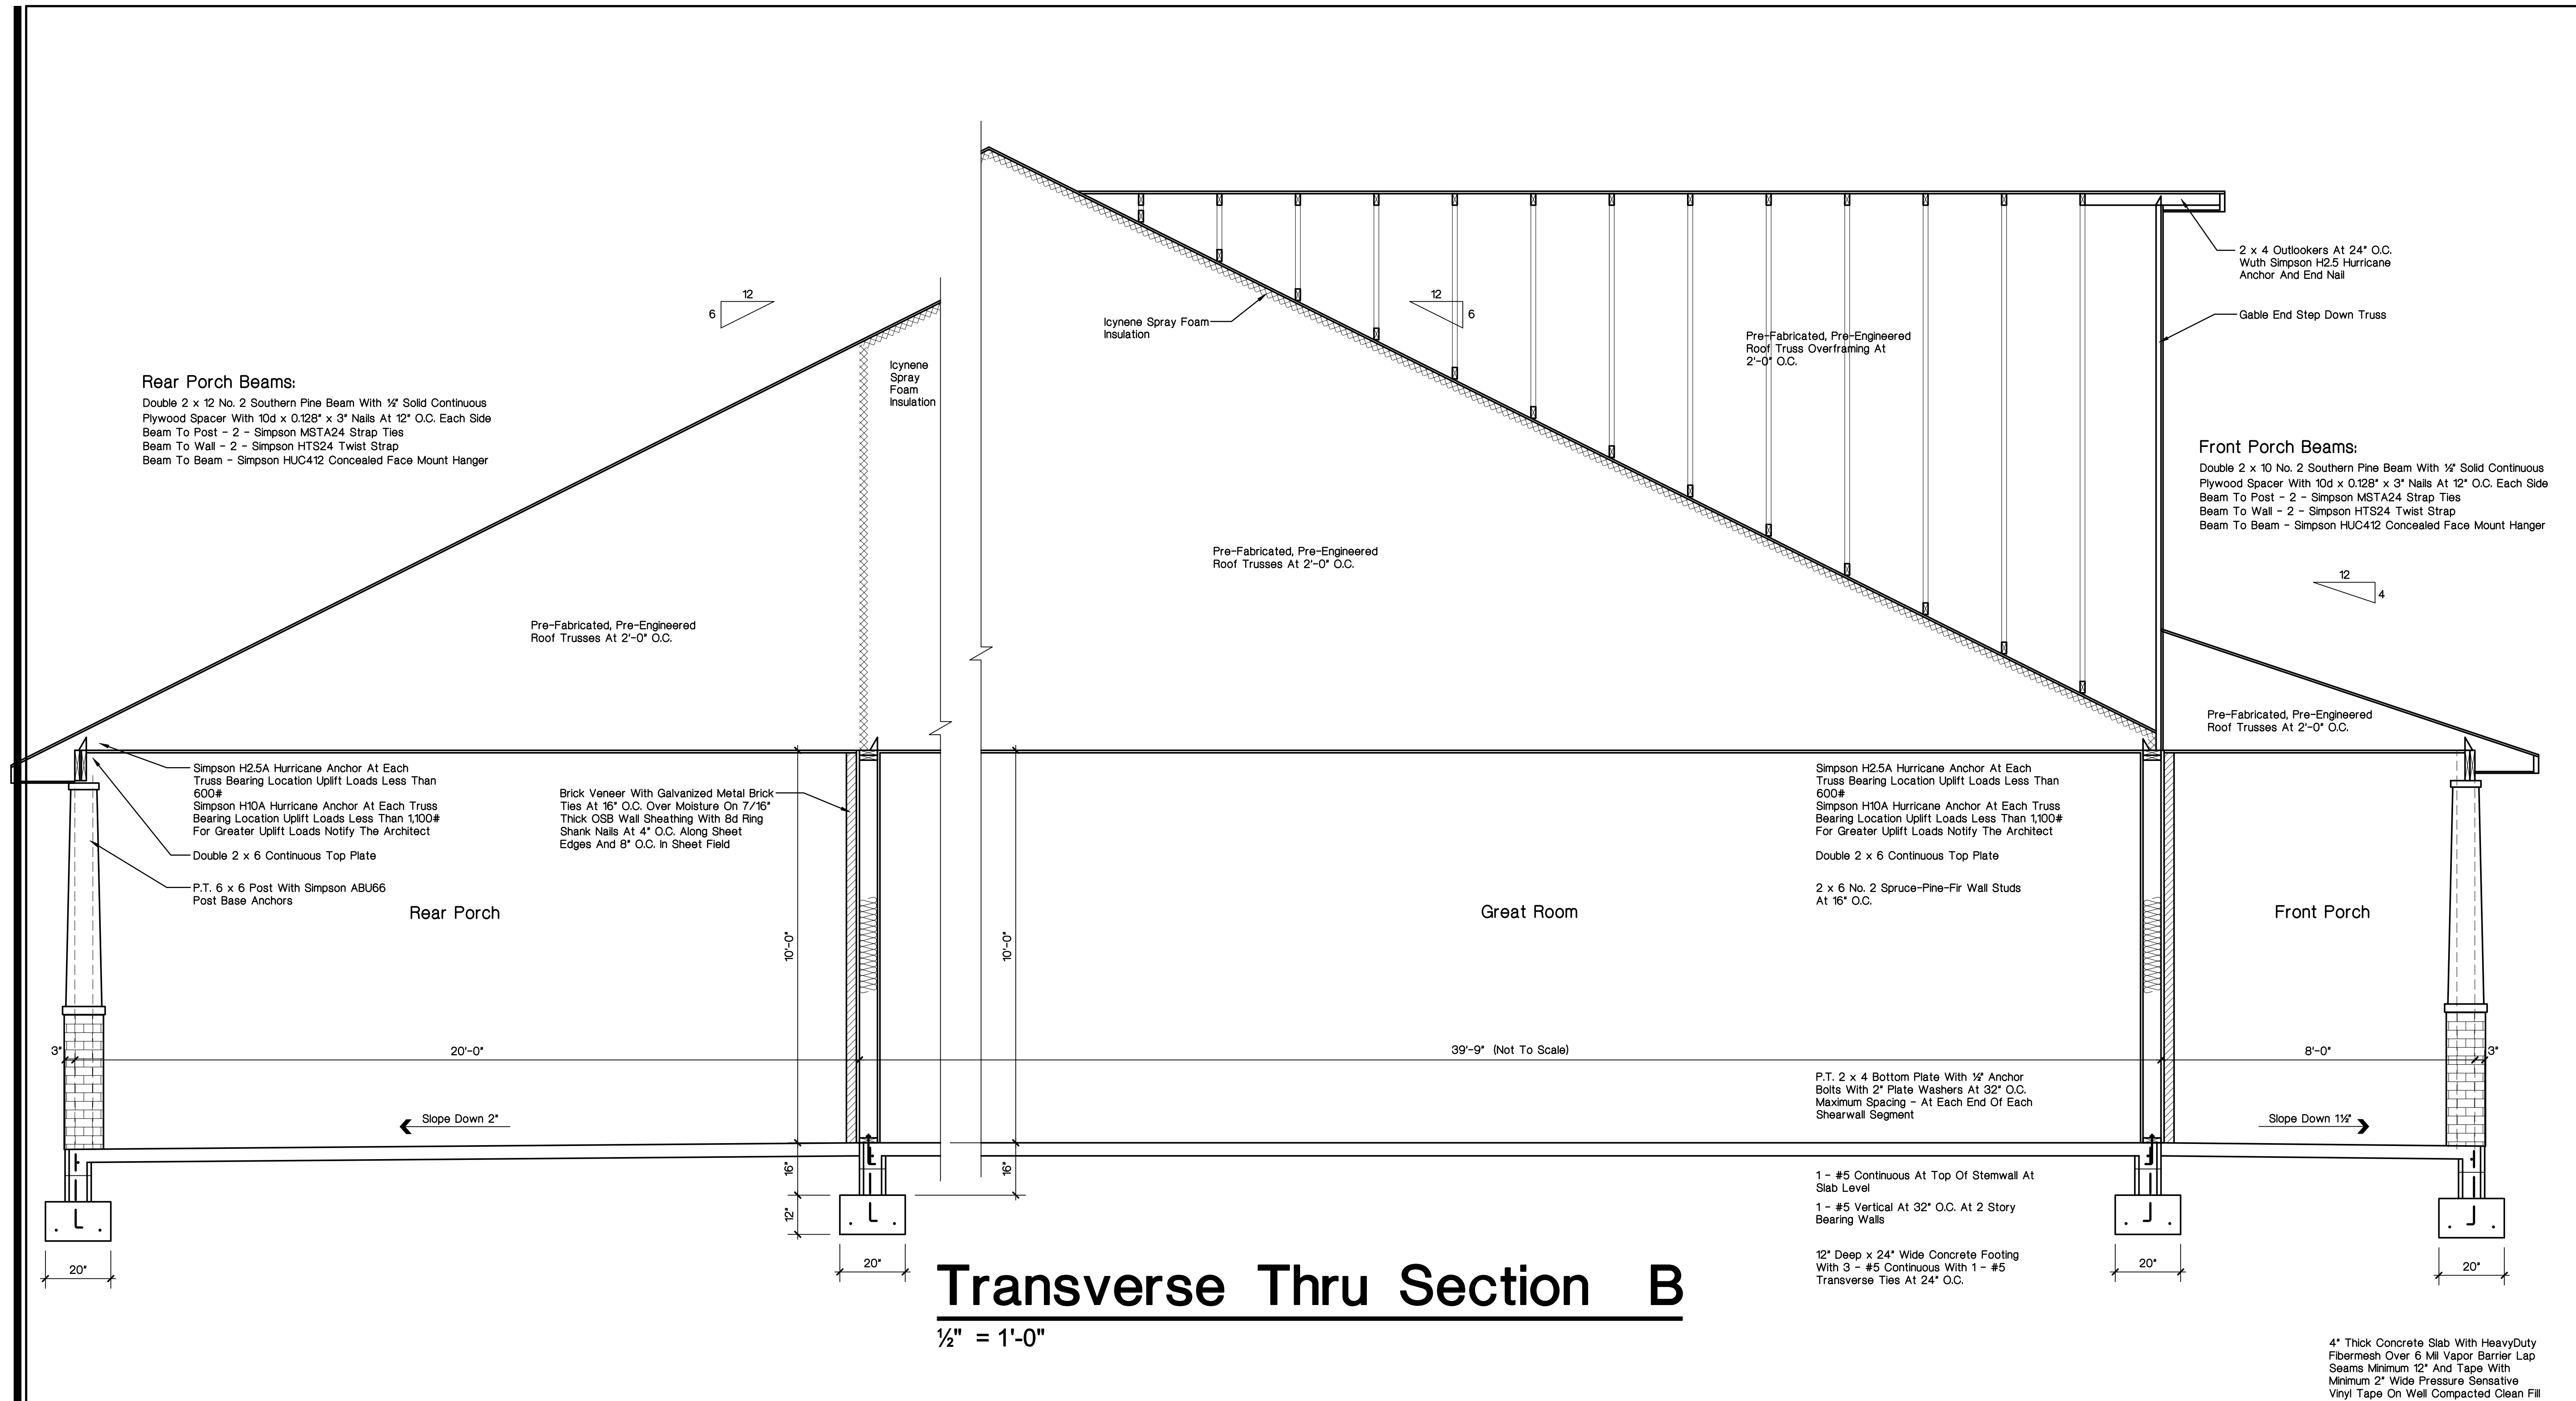 12
6
Icynene Spray Foam
Insulation
12
6
Pre-Fabricated, Pre-Engineered
Roof Truss Overframing At
2'-0" O.C.
2 x 4 Outlookers At 24" O.C.
Wuth Simpson H2.5 Hurricane
Anchor And End Nail
Gable End Step Down Truss
Icynene
Spray
Foam
Insulation
Rear Porch Beams:
Double 2 x 12 No. 2 Southern Pine Beam With ½" Solid Continuous
Plywood Spacer With 10d x 0.128" x 3" Nails At 12" O.C. Each Side
Beam To Post - 2 - Simpson MSTA24 Strap Ties
Beam To Wall - 2 - Simpson HTS24 Twist Strap
Beam To Beam - Simpson HUC412 Concealed Face Mount Hanger
Front Porch Beams:
Double 2 x 10 No. 2 Southern Pine Beam With ½" Solid Continuous
Plywood Spacer With 10d x 0.128" x 3" Nails At 12" O.C. Each Side
Beam To Post - 2 - Simpson MSTA24 Strap Ties
Beam To Wall - 2 - Simpson HTS24 Twist Strap
Beam To Beam - Simpson HUC412 Concealed Face Mount Hanger
12
4
Pre-Fabricated, Pre-Engineered
Roof Trusses At 2'-0" O.C.
Pre-Fabricated, Pre-Engineered
Roof Trusses At 2'-0" O.C.
Pre-Fabricated, Pre-Engineered
Roof Trusses At 2'-0" O.C.
Simpson H2.5A Hurricane Anchor At Each
Truss Bearing Location Uplift Loads Less Than
600#
Simpson H10A Hurricane Anchor At Each Truss
Bearing Location Uplift Loads Less Than 1,100#
For Greater Uplift Loads Notify The Architect
Double 2 x 6 Continuous Top Plate
P.T. 6 x 6 Post With Simpson ABU66
Post Base Anchors
Brick Veneer With Galvanized Metal Brick
Ties At 16" O.C. Over Moisture On 7/16"
Thick OSB Wall Sheathing With 8d Ring
Shank Nails At 4" O.C. Along Sheet
Edges And 8" O.C. In Sheet Field
Simpson H2.5A Hurricane Anchor At Each
Truss Bearing Location Uplift Loads Less Than
600#
Simpson H10A Hurricane Anchor At Each Truss
Bearing Location Uplift Loads Less Than 1,100#
For Greater Uplift Loads Notify The Architect
Double 2 x 6 Continuous Top Plate
2 x 6 No. 2 Spruce-Pine-Fir Wall Studs
At 16" O.C.
Rear Porch
Great Room
Front Porch
10'-0"
10'-0"
3"
20'-0"
39'-9" (Not To Scale)
8'-0"
3"
P.T. 2 x 4 Bottom Plate With ½" Anchor
Bolts With 2" Plate Washers At 32" O.C.
Maximum Spacing - At Each End Of Each
Shearwall Segment
Slope Down 2"
Slope Down 1½"
16"
16"
12"
1 - #5 Continuous At Top Of Stemwall At
Slab Level
1 - #5 Vertical At 32" O.C. At 2 Story
Bearing Walls
12" Deep x 24" Wide Concrete Footing
With 3 - #5 Continuous With 1 - #5
Transverse Ties At 24" O.C.
20"
20"
20"
20"
Transverse Thru Section B
½" = 1'-0"
4" Thick Concrete Slab With HeavyDuty
Fibermesh Over 6 Mil Vapor Barrier Lap
Seams Minimum 12" And Tape With
Minimum 2" Wide Pressure Sensative
Vinyl Tape On Well Compacted Clean Fill